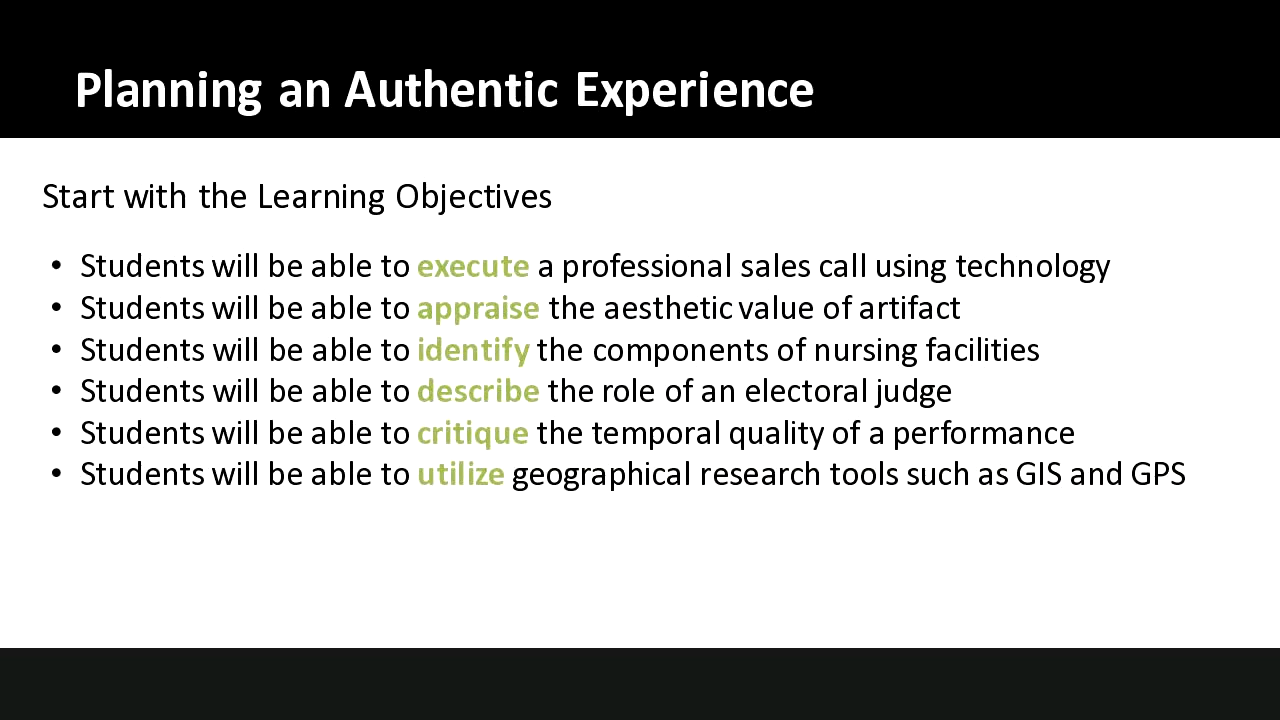 Planning an Authentic Experience
Start with the Learning Objectives
• Students will be able to execute a professional sales call using technology
• Students will be able to appraise the aesthetic value of artifact
• Students will be able to identify the components of nursing facilities
• Students will be able to describe the role of an electoral judge
• Students will be able to critique the temporal quality of a performance
• Students will be able to utilize geographical research tools such as GIS and GPS